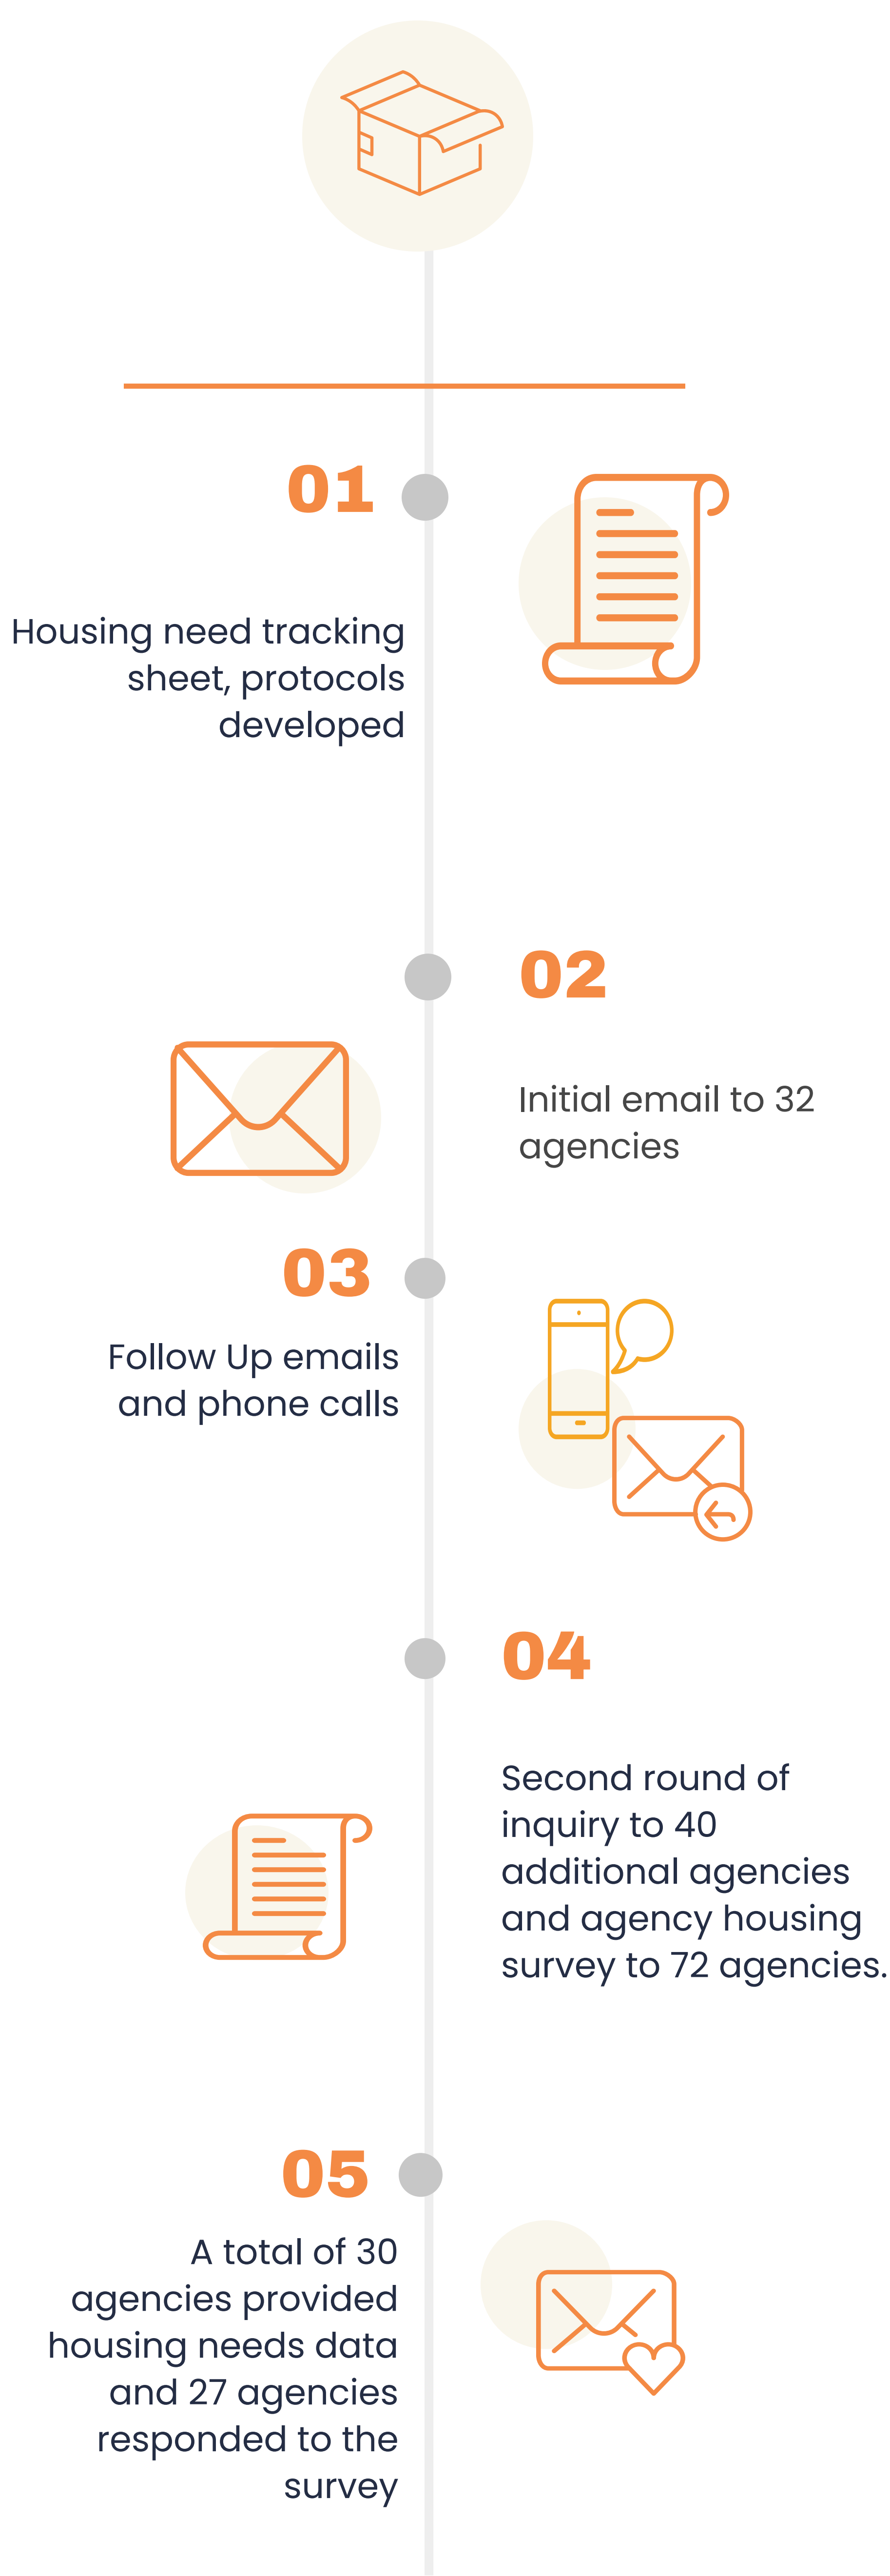 01
Housing need tracking
sheet, protocols
developed
02
Initial email to 32
agencies
03
Follow Up emails
and phone calls
04
Second round of
inquiry to 40
additional agencies
and agency housing
survey to 72 agencies.
05
A total of 30
agencies provided
housing needs data
and 27 agencies
responded to the
survey